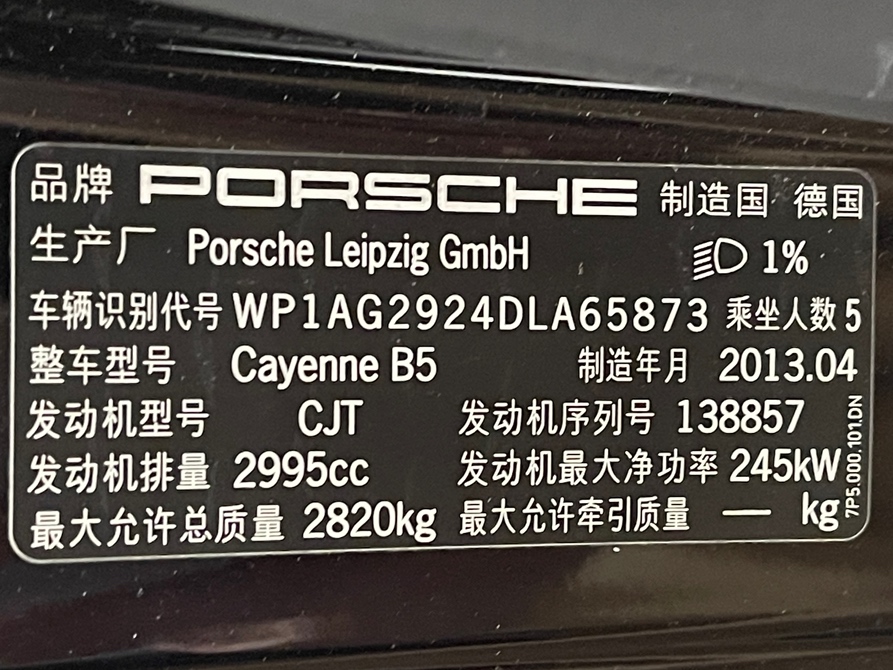 品牌 PORSCHE 制造国 德国
生产厂 Porsche Leipzig GmbH 1%
车辆识别代号 WP1AG2924DLA65873 乘坐人数 5
整车型号 Cayenne B5 制造年月 2013.04
发动机型号 CJT 发动机序列号 138857
发动机排量 2995cc 发动机最大净功率 245kW
最大允许总质量 2820kg 最大允许牵引质量 — kg
7P5.000.101.DN